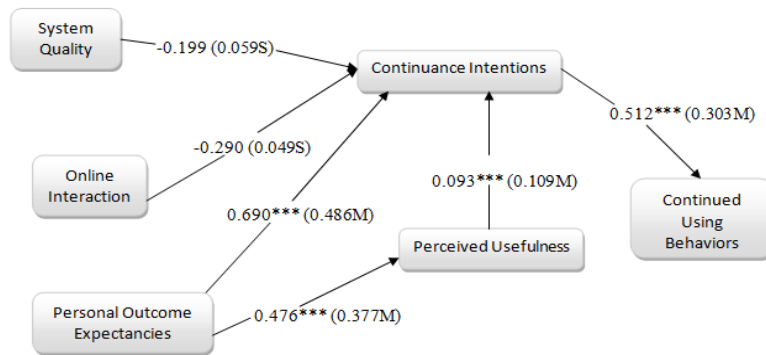 System
Quality
-0.199 (0.059S)
Continuance Intentions
0.512*** (0.303M)
-0.290 (0.049S)
Online
Interaction
0.093*** (0.109M)
Continued
Using
Behaviors
0.690*** (0.486M)
Perceived Usefulness
Personal Outcome
Expectancies
0.476*** (0.377M)